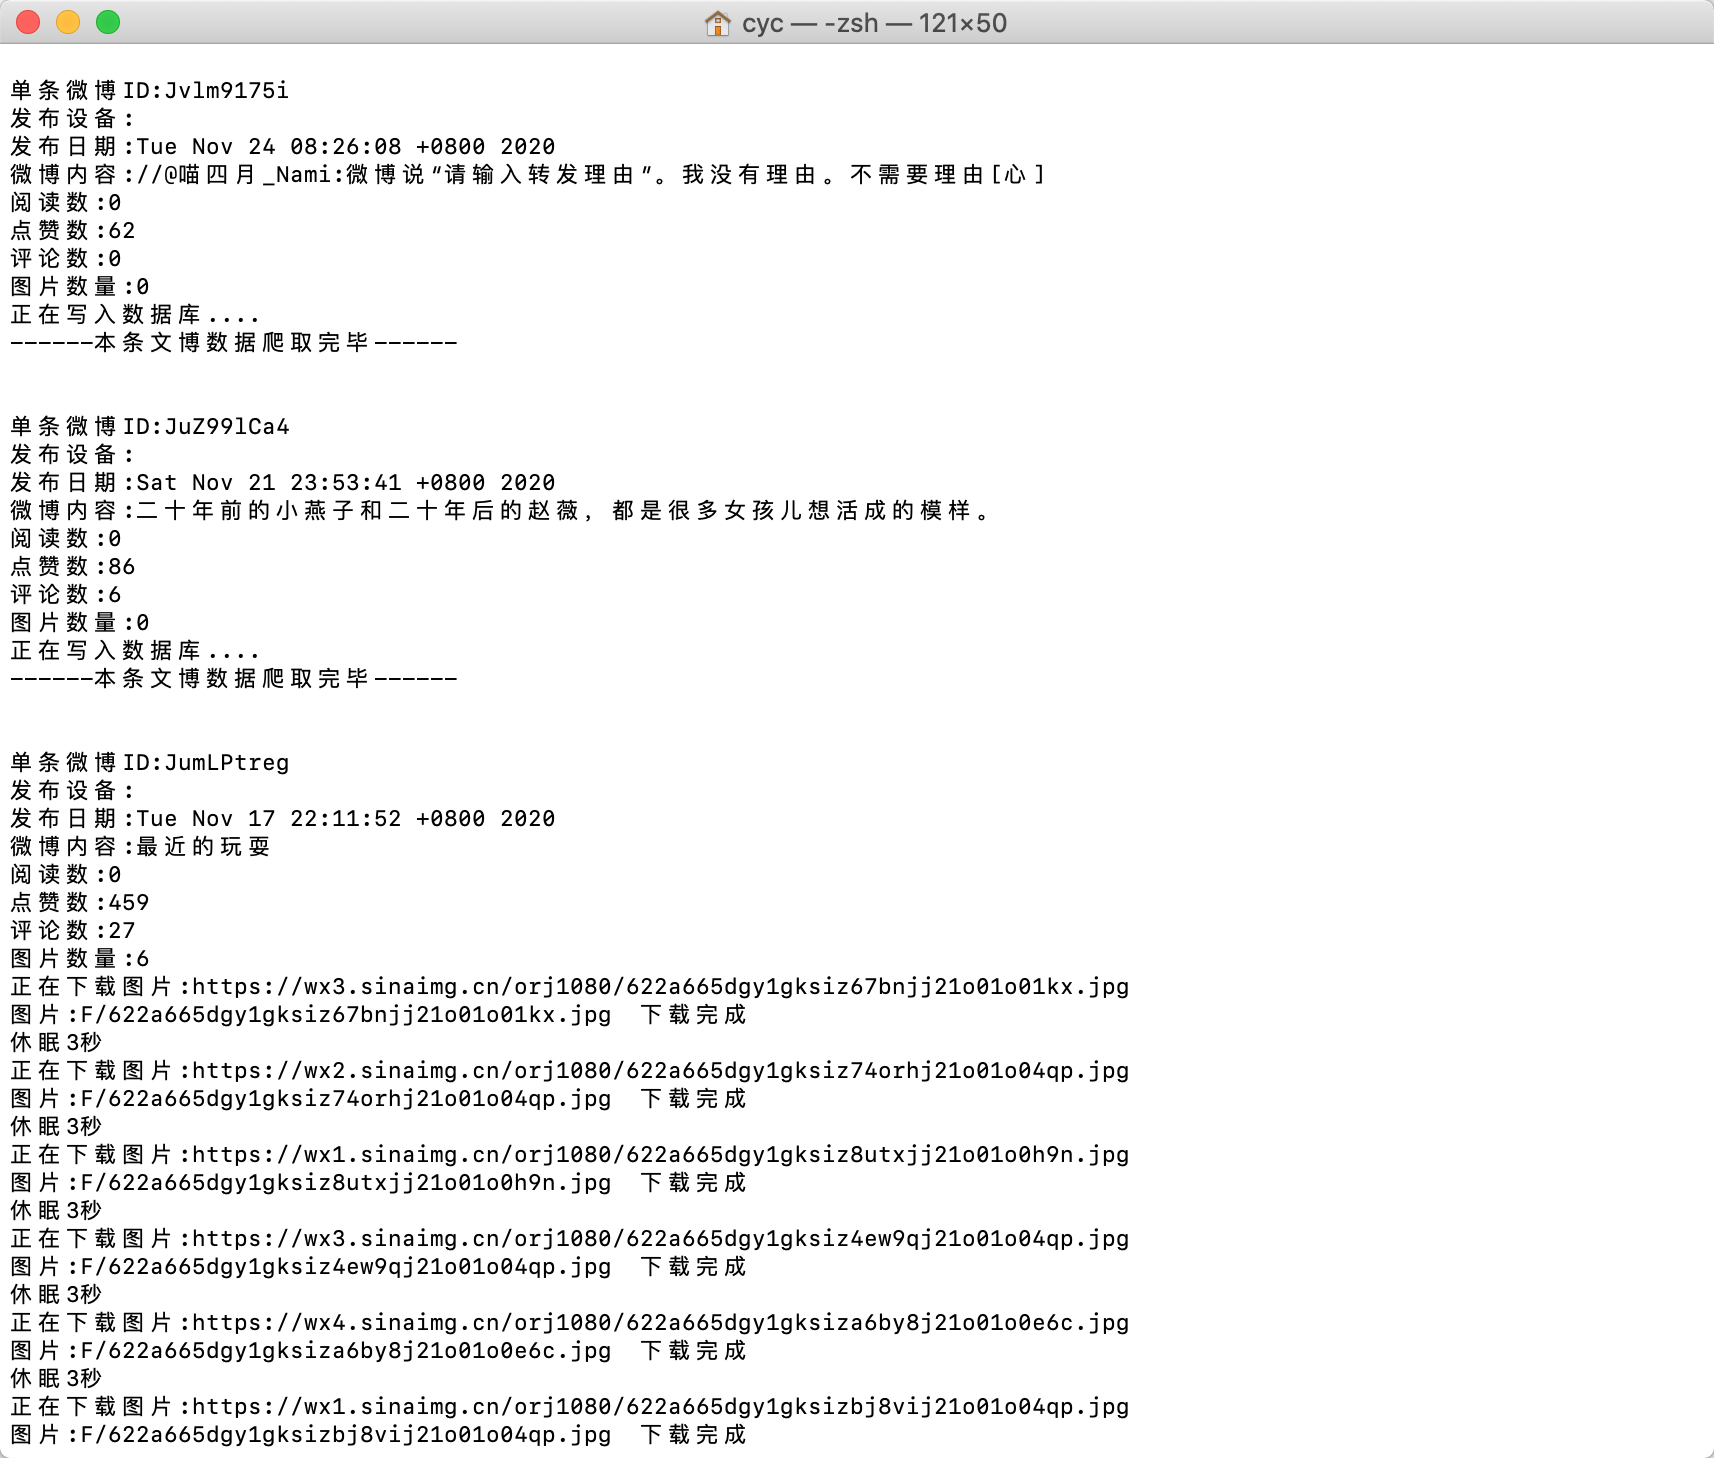 cyc — -zsh — 121×50
单条微博ID:Jvlm9175i
发布设备:
发布日期:Tue Nov 24 08:26:08 +0800 2020
微博内容://@喵四月_Nami:微博说“请输入转发理由”。我没有理由。不需要理由[心]
阅读数:0
点赞数:62
评论数:0
图片数量:0
正在写入数据库....
------本条文博数据爬取完毕------
单条微博ID:JuZ99lCa4
发布设备:
发布日期:Sat Nov 21 23:53:41 +0800 2020
微博内容:二十年前的小燕子和二十年后的赵薇，都是很多女孩儿想活成的模样。
阅读数:0
点赞数:86
评论数:6
图片数量:0
正在写入数据库....
------本条文博数据爬取完毕------
单条微博ID:JumLPtreg
发布设备:
发布日期:Tue Nov 17 22:11:52 +0800 2020
微博内容:最近的玩耍
阅读数:0
点赞数:459
评论数:27
图片数量:6
正在下载图片:https://wx3.sinaimg.cn/orj1080/622a665dgy1gksiz67bnjj21o01o01kx.jpg
图片:F/622a665dgy1gksiz67bnjj21o01o01kx.jpg  下载完成
休眠3秒
正在下载图片:https://wx2.sinaimg.cn/orj1080/622a665dgy1gksiz74orhj21o01o04qp.jpg
图片:F/622a665dgy1gksiz74orhj21o01o04qp.jpg  下载完成
休眠3秒
正在下载图片:https://wx1.sinaimg.cn/orj1080/622a665dgy1gksiz8utxjj21o01o0h9n.jpg
图片:F/622a665dgy1gksiz8utxjj21o01o0h9n.jpg  下载完成
休眠3秒
正在下载图片:https://wx3.sinaimg.cn/orj1080/622a665dgy1gksiz4ew9qj21o01o04qp.jpg
图片:F/622a665dgy1gksiz4ew9qj21o01o04qp.jpg  下载完成
休眠3秒
正在下载图片:https://wx4.sinaimg.cn/orj1080/622a665dgy1gksiza6by8j21o01o0e6c.jpg
图片:F/622a665dgy1gksiza6by8j21o01o0e6c.jpg  下载完成
休眠3秒
正在下载图片:https://wx1.sinaimg.cn/orj1080/622a665dgy1gksizbj8vij21o01o04qp.jpg
图片:F/622a665dgy1gksizbj8vij21o01o04qp.jpg  下载完成